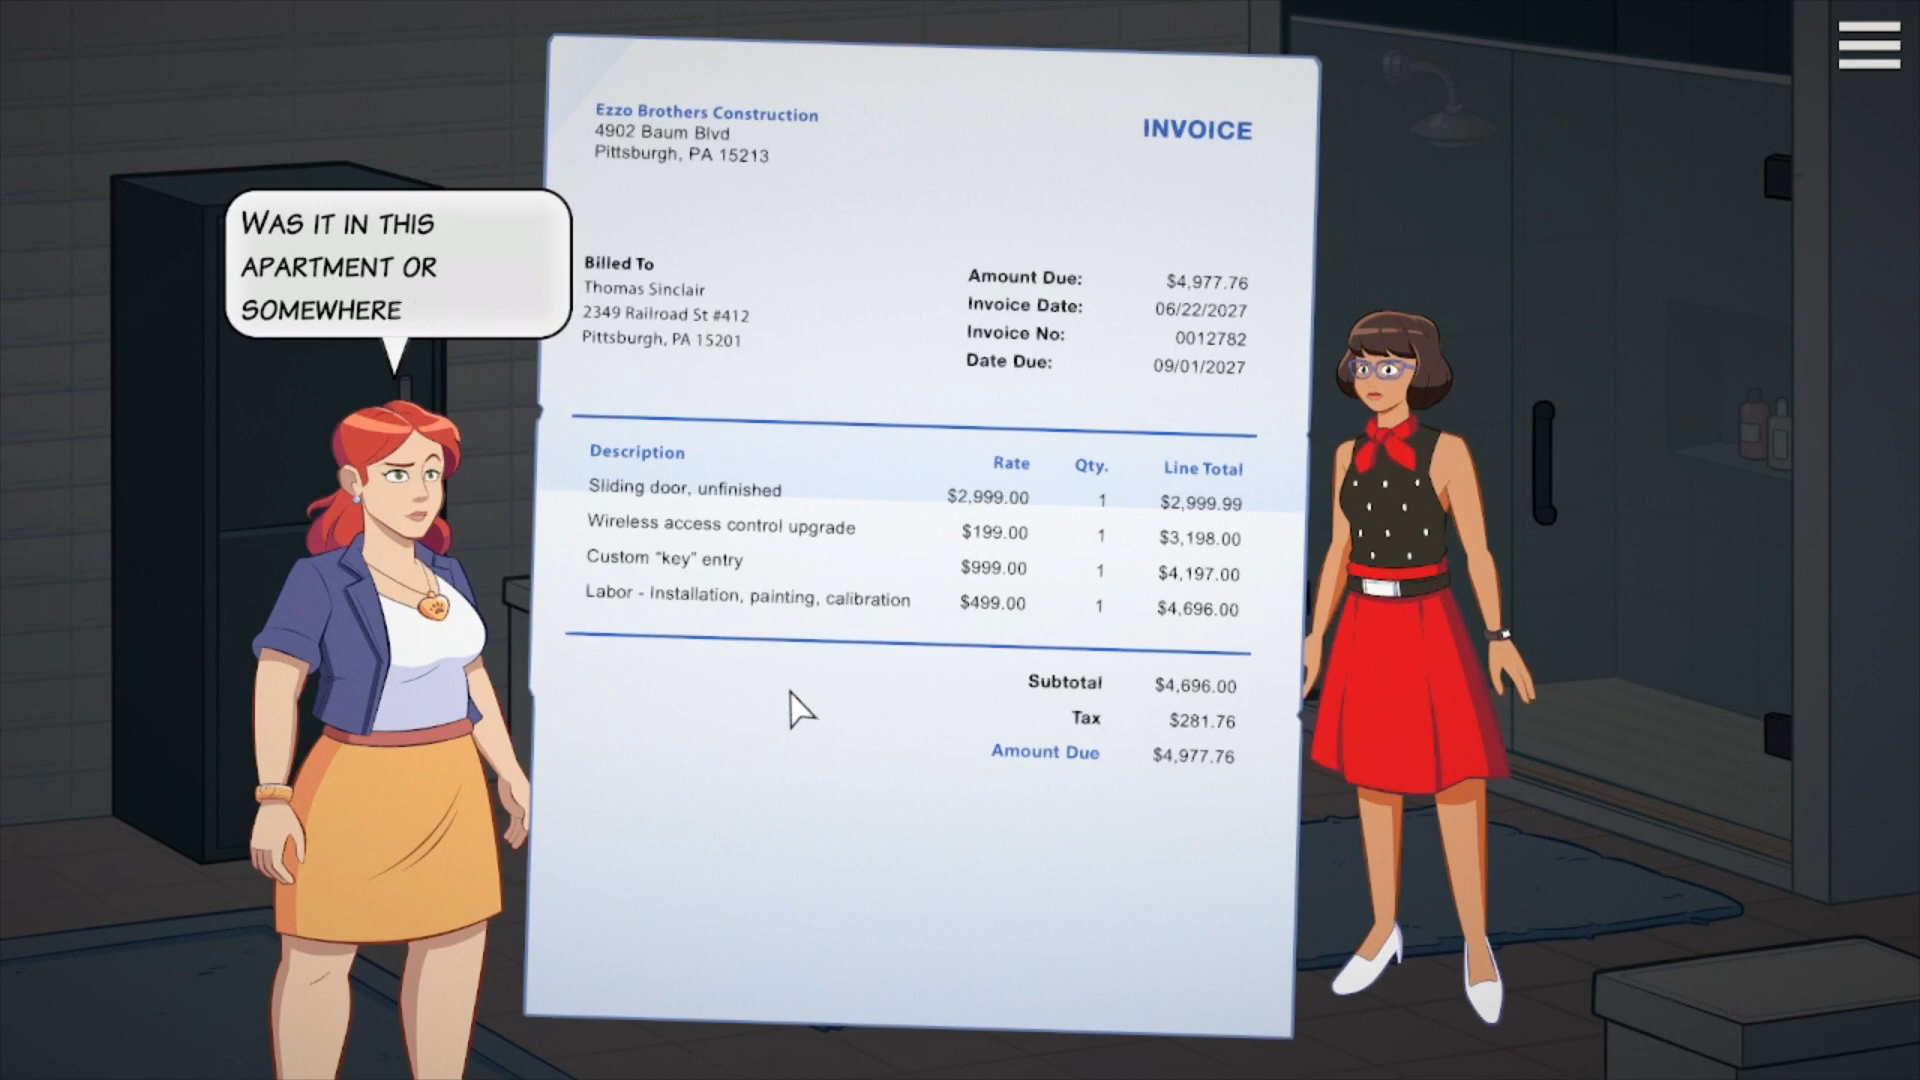 Ezzo Brothers Construction
4902 Baum Blvd
Pittsburgh, PA 15213
INVOICE
WAS IT IN THIS
APARTMENT OR
SOMEWHERE
Billed To
Thomas Sinclair
2349 Railroad St #412
Pittsburgh, PA 15201
Amount Due: $4,977.76
Invoice Date: 06/22/2027
Invoice No: 0012782
Date Due: 09/01/2027
Description Rate Qty. Line Total
Sliding door, unfinished $2,999.00 1 $2,999.99
Wireless access control upgrade $199.00 1 $3,198.00
Custom "key" entry $999.00 1 $4,197.00
Labor - Installation, painting, calibration $499.00 1 $4,696.00
Subtotal $4,696.00
Tax $281.76
Amount Due $4,977.76